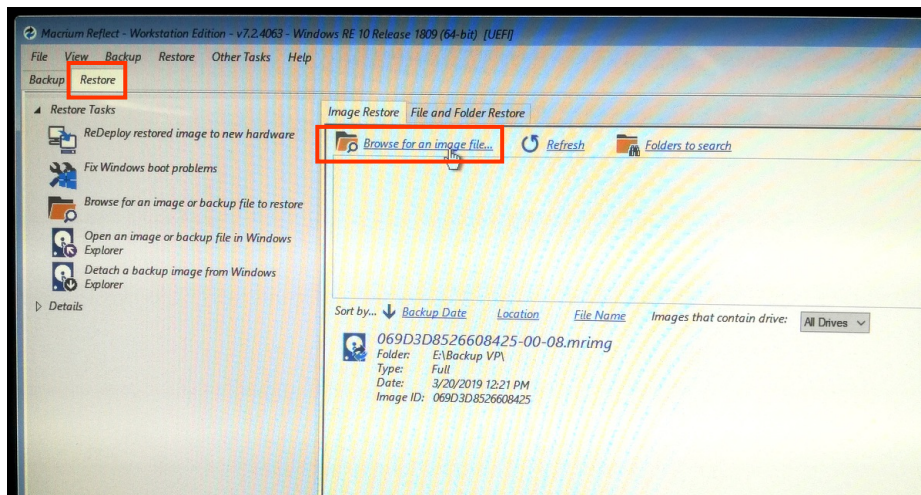 Macrium Reflect - Workstation Edition - v7.2.4063 - Windows RE 10 Release 1809 (64-bit) [UEFI]
File View Backup Restore Other Tasks Help
Backup Restore
Restore Tasks
ReDeploy restored image to new hardware
Fix Windows boot problems
Browse for an image or backup file to restore
Open an image or backup file in Windows
Explorer
Detach a backup image from Windows
Explorer
Details
Image Restore File and Folder Restore
Browse for an image file... Refresh Folders to search
Sort by... Backup Date Location File Name Images that contain drive: All Drives
069D3D8526608425-00-08.mrimg
Folder: E:\Backup VP\
Type: Full
Date: 3/20/2019 12:21 PM
Image ID: 069D3D8526608425